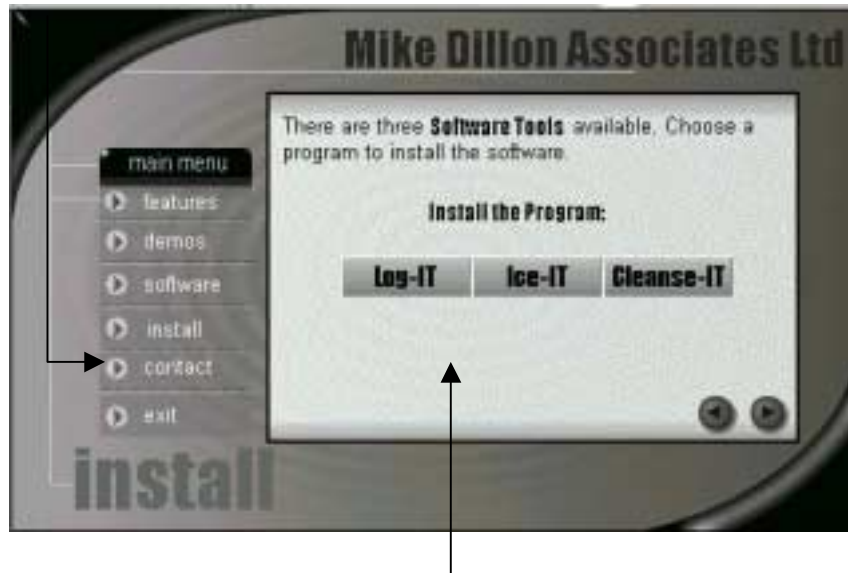 Mike Dillon Associates Ltd
There are three Software Tools available. Choose a
program to install the software.
Install the Program:
Log-IT Ice-IT Cleanse-IT
main menu
features
demos
software
install
contact
exit
install